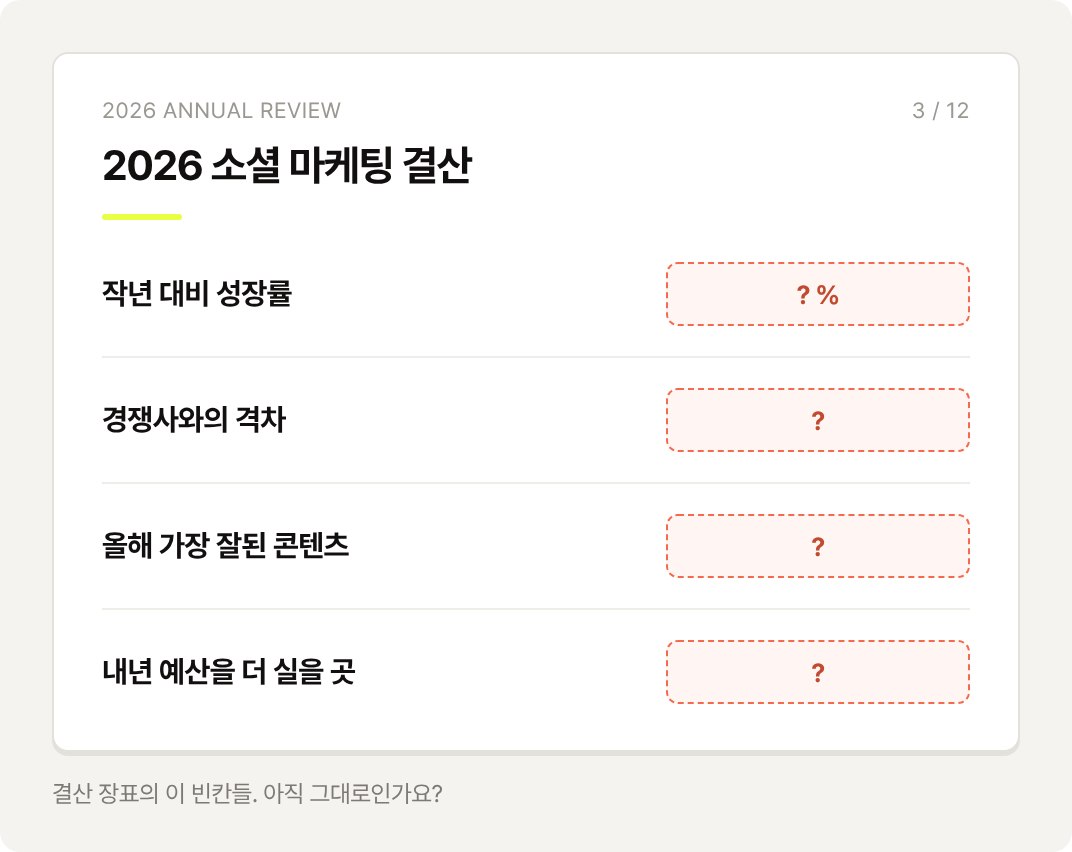 2026 ANNUAL REVIEW
3 / 12
2026 소셜 마케팅 결산
작년 대비 성장률
? %
경쟁사와의 격차
?
올해 가장 잘된 콘텐츠
?
내년 예산을 더 실을 곳
?
결산 장표의 이 빈칸들. 아직 그대로인가요?